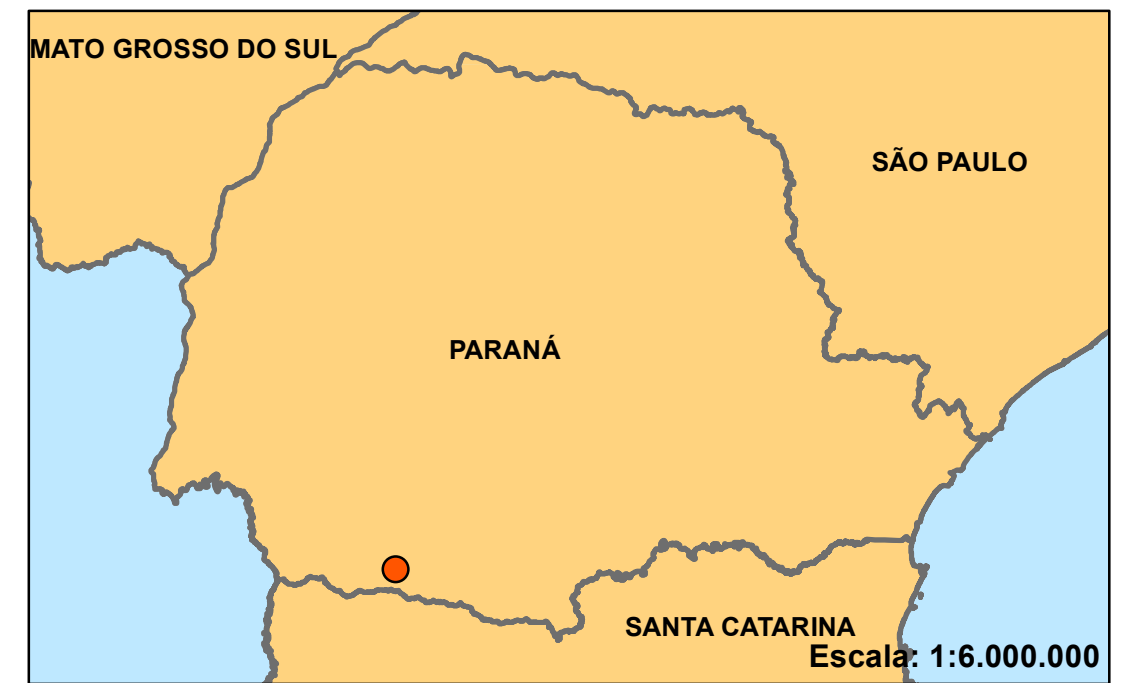 MATO GROSSO DO SUL
SÃO PAULO
PARANÁ
SANTA CATARINA
Escala: 1:6.000.000